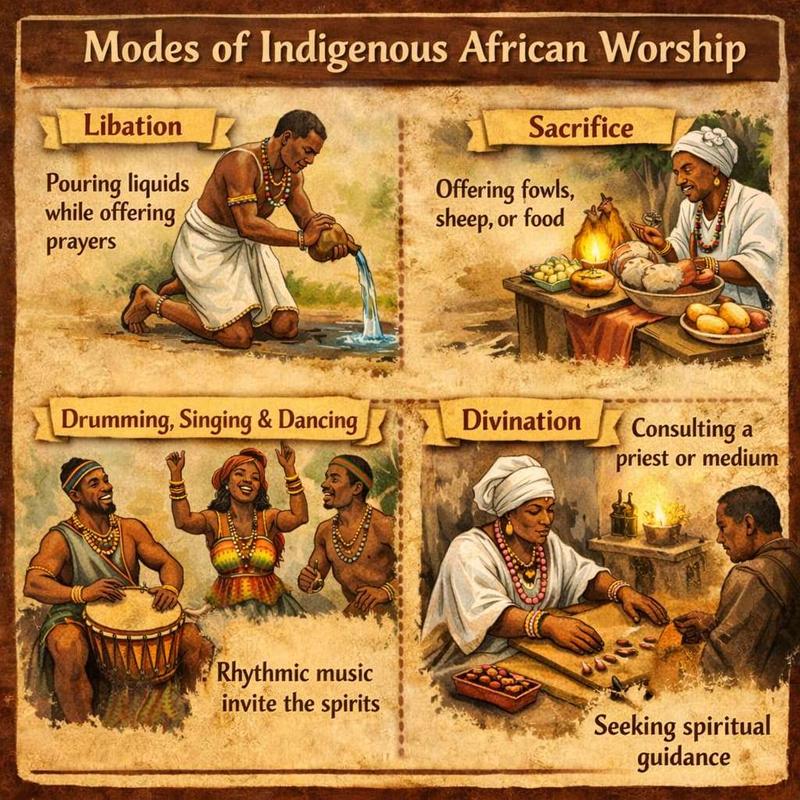 Modes of Indigenous African Worship
Libation
Pouring liquids
while offering
prayers
Sacrifice
Offering fowls,
sheep, or food
Drumming, Singing & Dancing
Rhythmic music
invite the spirits
Divination
Consulting a
priest or medium
Seeking spiritual
guidance